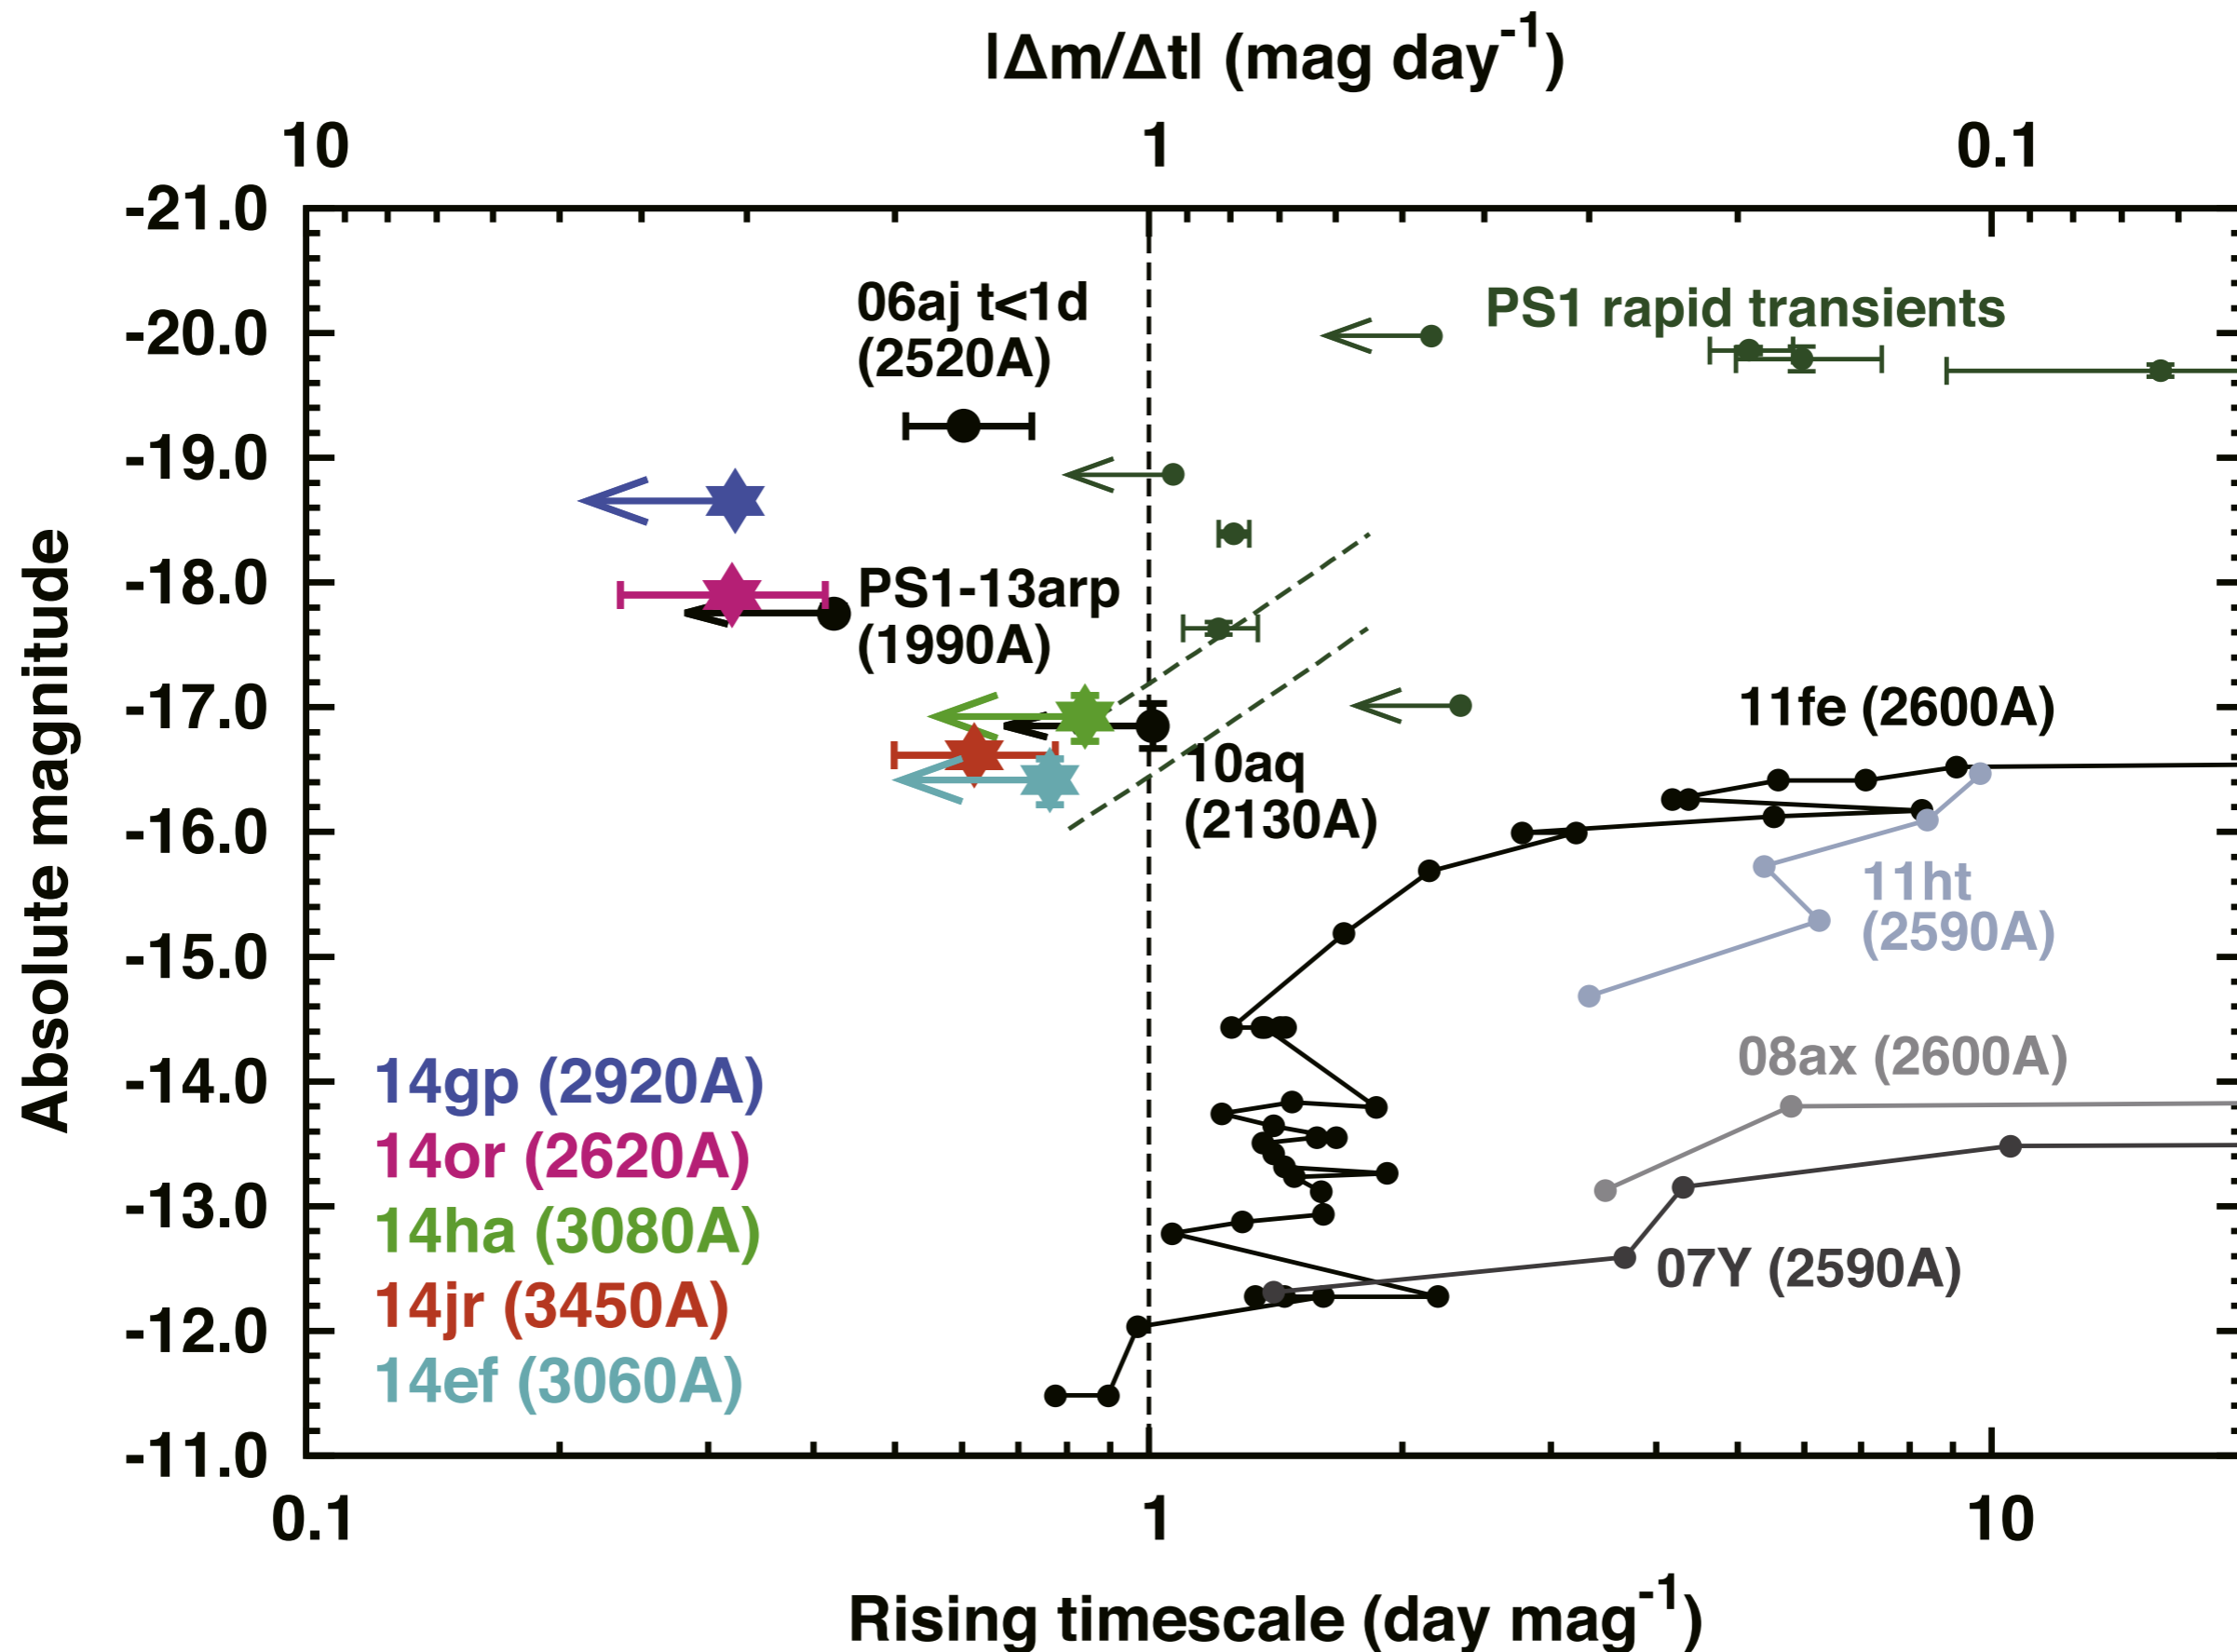 |Δm/Δt| (mag day-1)
10 1 0.1
-21.0
-20.0
-19.0
-18.0
-17.0
-16.0
-15.0
-14.0
-13.0
-12.0
-11.0
Absolute magnitude
06aj t<1d
(2520A)
PS1 rapid transients
PS1-13arp
(1990A)
10aq
(2130A)
11fe (2600A)
11ht
(2590A)
08ax (2600A)
07Y (2590A)
14gp (2920A)
14or (2620A)
14ha (3080A)
14jr (3450A)
14ef (3060A)
0.1 1 10
Rising timescale (day mag-1)